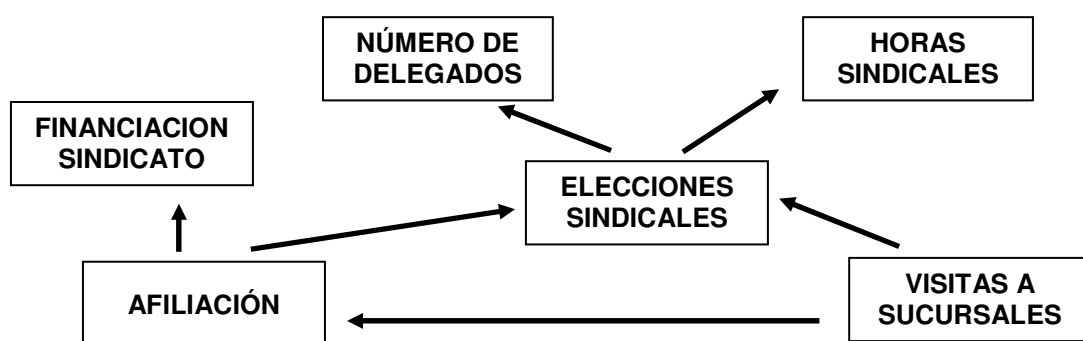 NÚMERO DE
DELEGADOS
HORAS
SINDICALES
FINANCIACION
SINDICATO
ELECCIONES
SINDICALES
AFILIACIÓN
VISITAS A
SUCURSALES